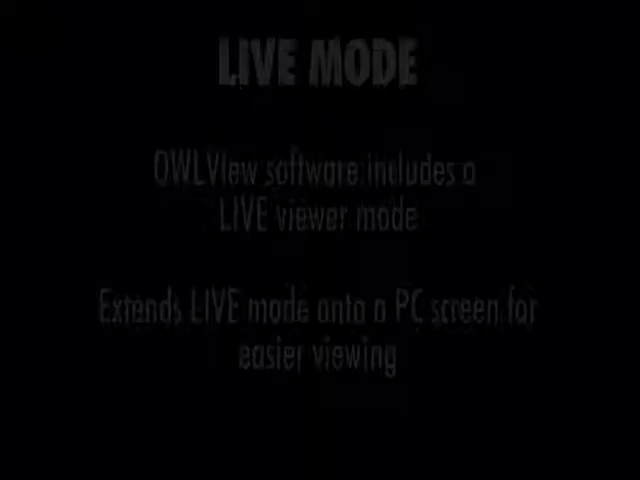 LIVE MODE
OWLView software includes a
LIVE viewer mode
Extends LIVE mode onto a PC screen for
easier viewing